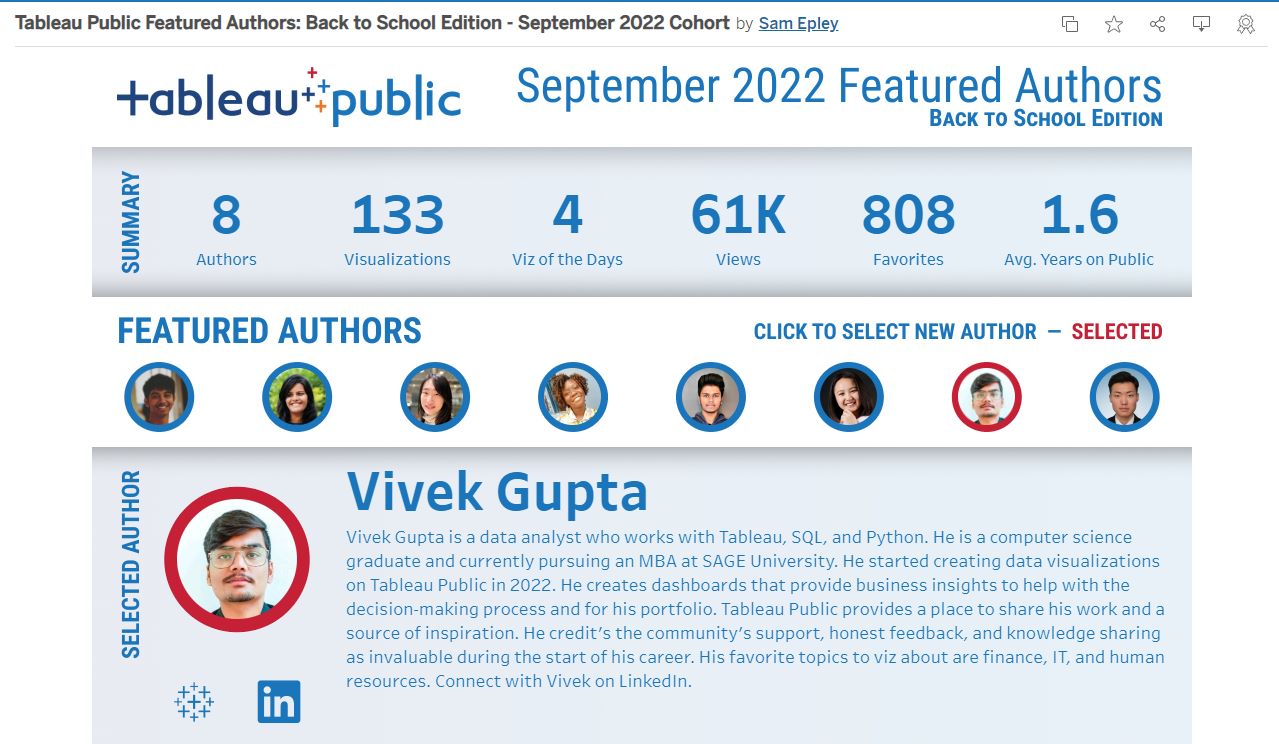 Tableau Public Featured Authors: Back to School Edition - September 2022 Cohort by Sam Epley
+ableau public
September 2022 Featured Authors
BACK TO SCHOOL EDITION
SUMMARY
8 133 4 61K 808 1.6
Authors Visualizations Viz of the Days Views Favorites Avg. Years on Public
FEATURED AUTHORS
CLICK TO SELECT NEW AUTHOR — SELECTED
SELECTED AUTHOR
Vivek Gupta
Vivek Gupta is a data analyst who works with Tableau, SQL, and Python. He is a computer science
graduate and currently pursuing an MBA at SAGE University. He started creating data visualizations
on Tableau Public in 2022. He creates dashboards that provide business insights to help with the
decision-making process and for his portfolio. Tableau Public provides a place to share his work and a
source of inspiration. He credit's the community's support, honest feedback, and knowledge sharing
as invaluable during the start of his career. His favorite topics to viz about are finance, IT, and human
resources. Connect with Vivek on LinkedIn.
in